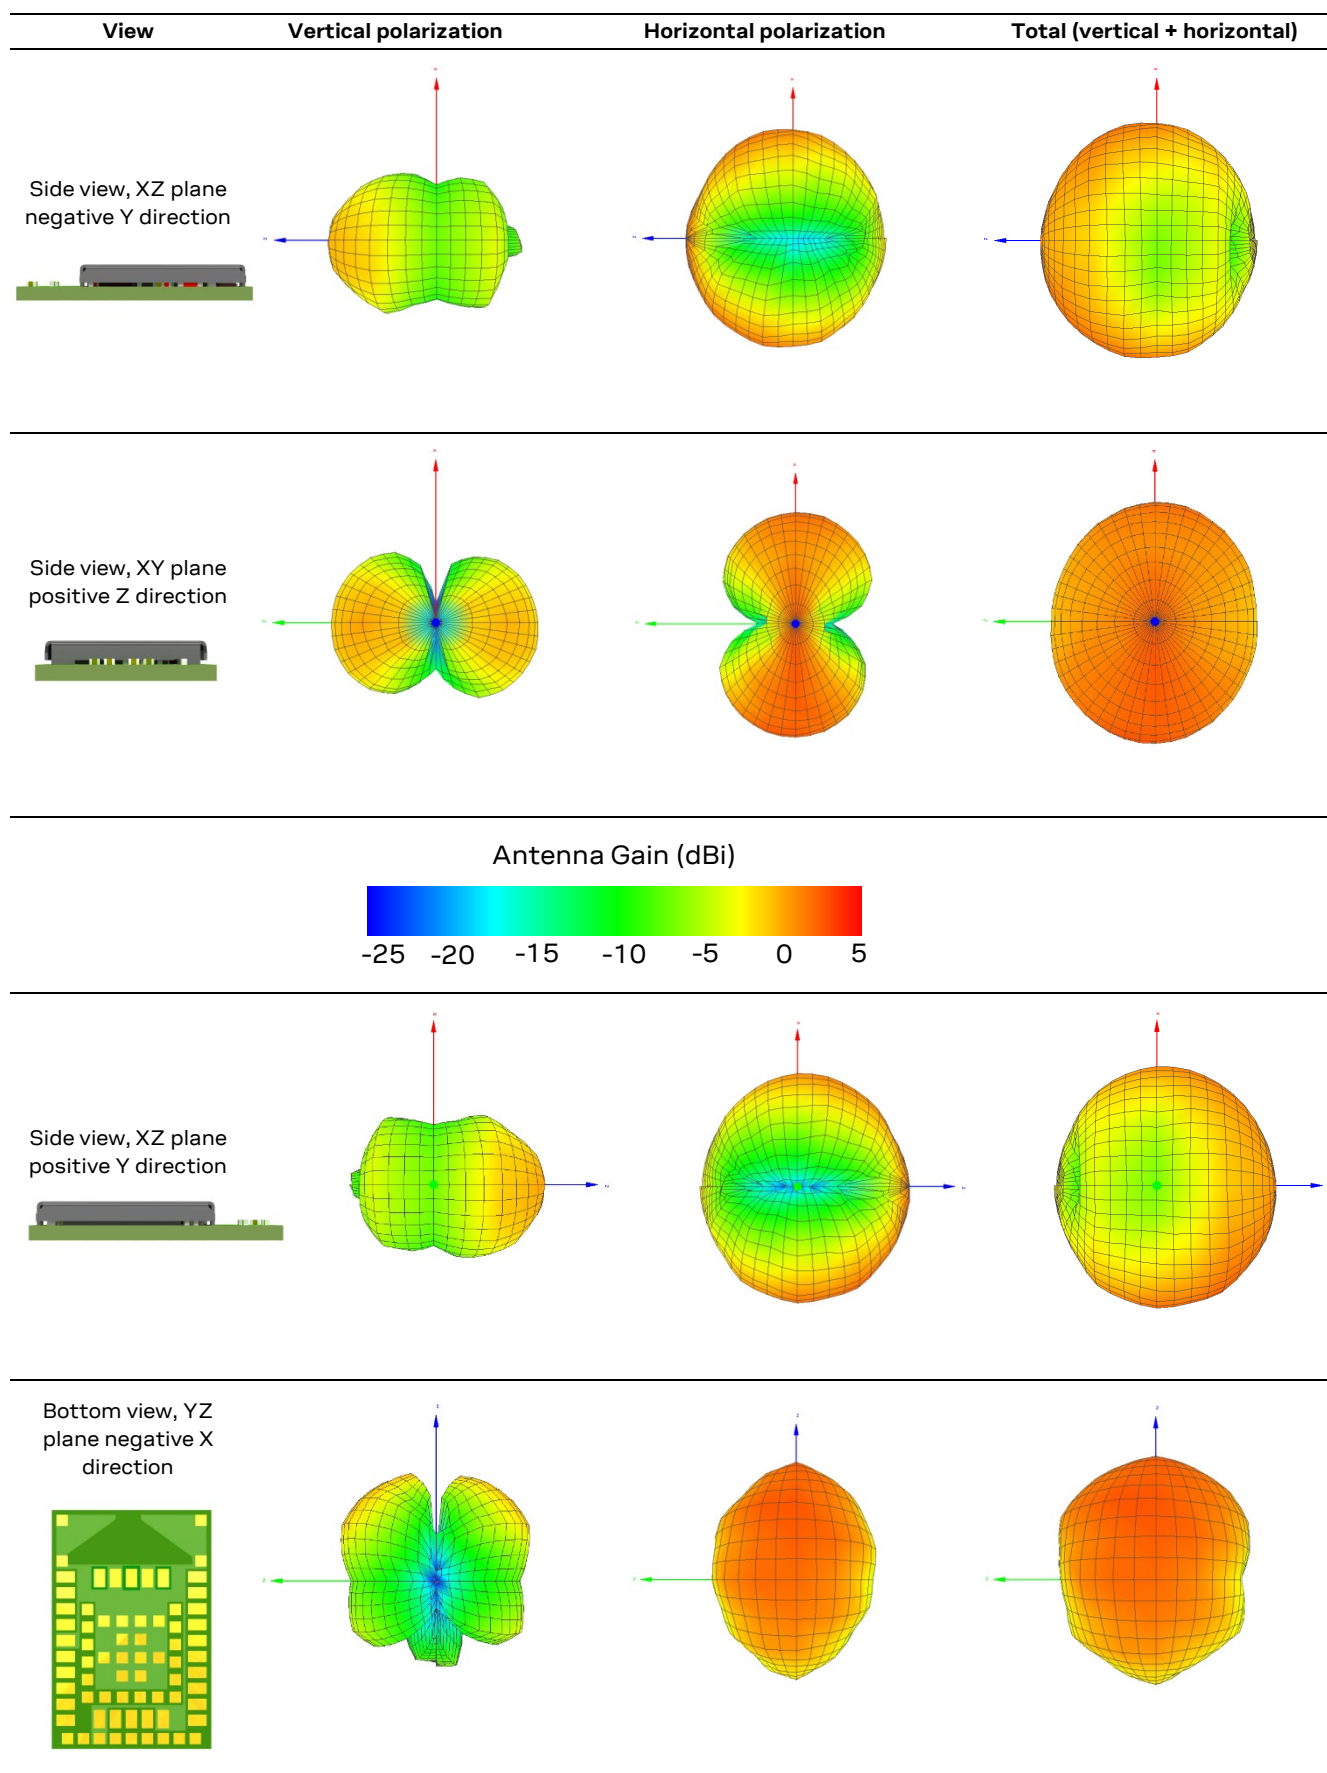 View Vertical polarization Horizontal polarization Total (vertical + horizontal)
Side view, XZ plane
negative Y direction
Side view, XY plane
positive Z direction
Antenna Gain (dBi)
-25 -20 -15 -10 -5 0 5
Side view, XZ plane
positive Y direction
Bottom view, YZ
plane negative X
direction